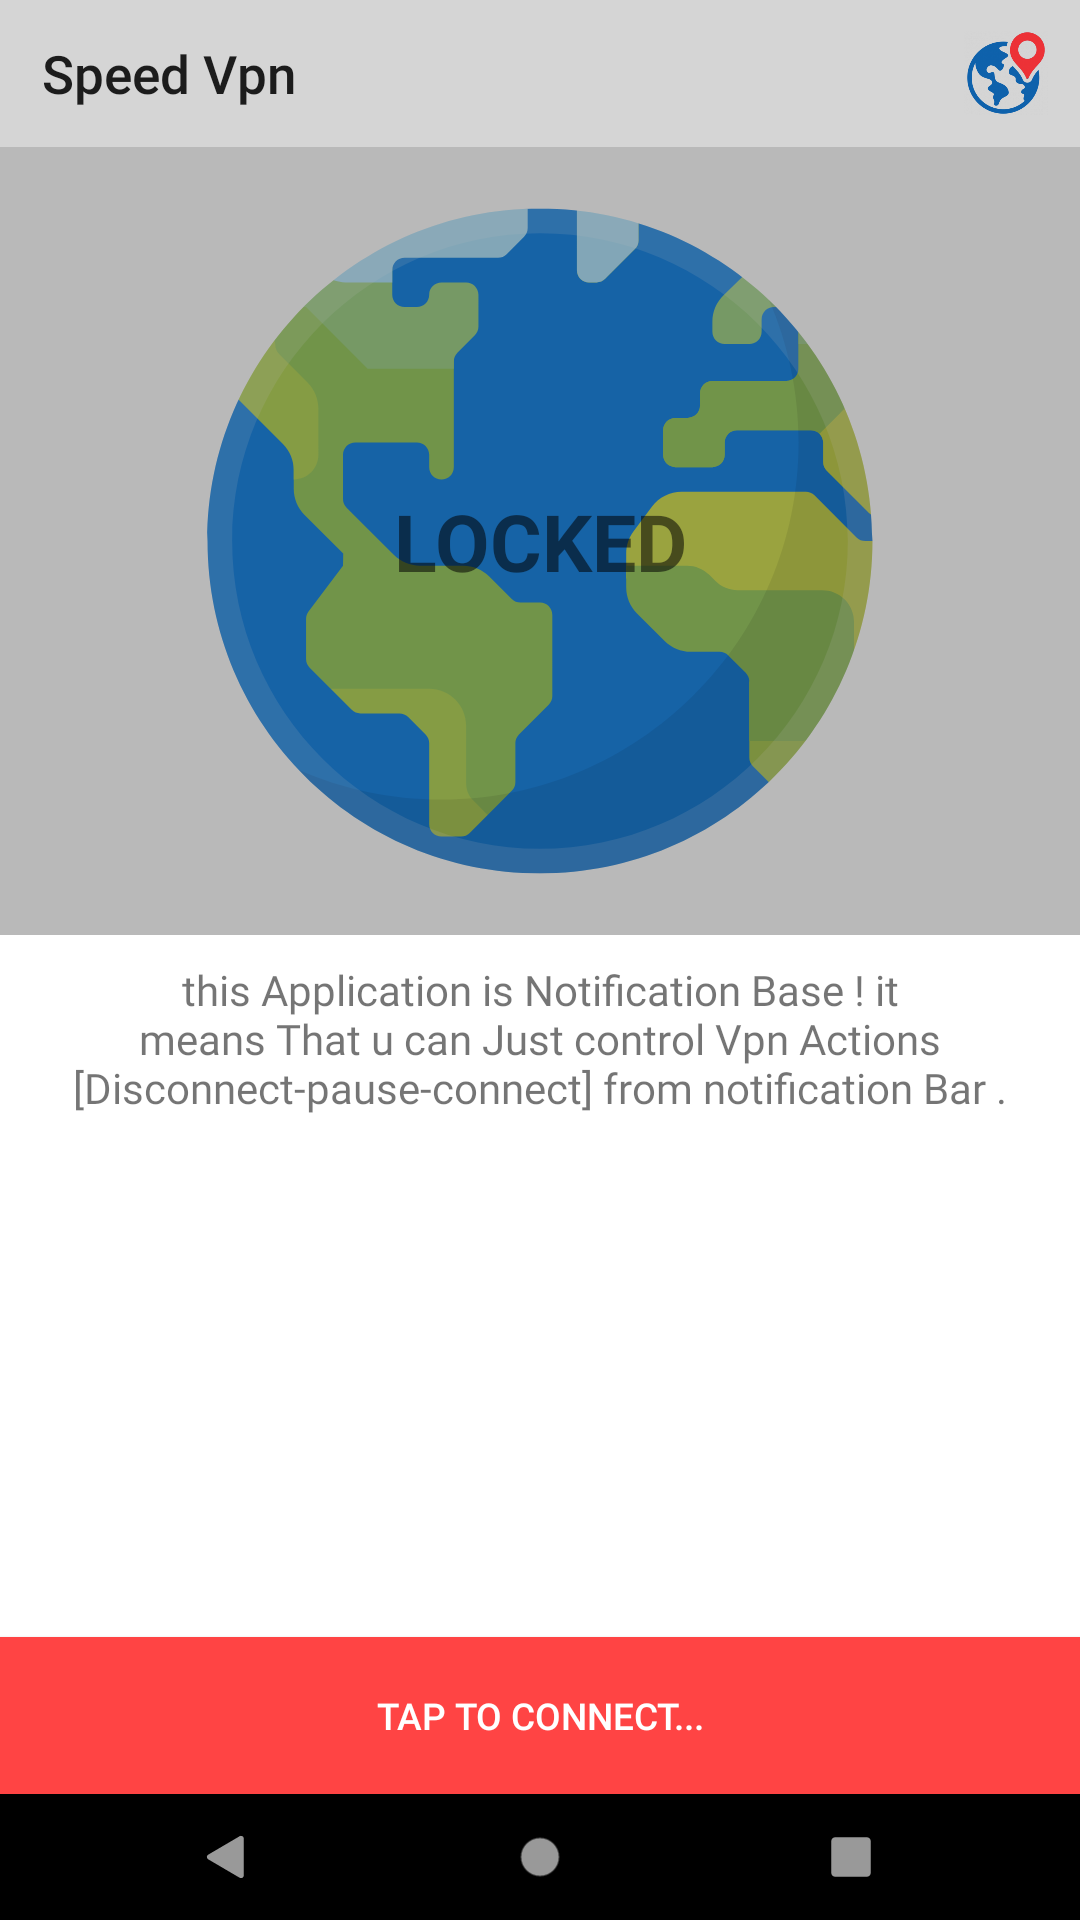 Speed Vpn
LOCKED
this Application is Notification Base ! it
means That u can Just control Vpn Actions
[Disconnect-pause-connect] from notification Bar .
TAP TO CONNECT...